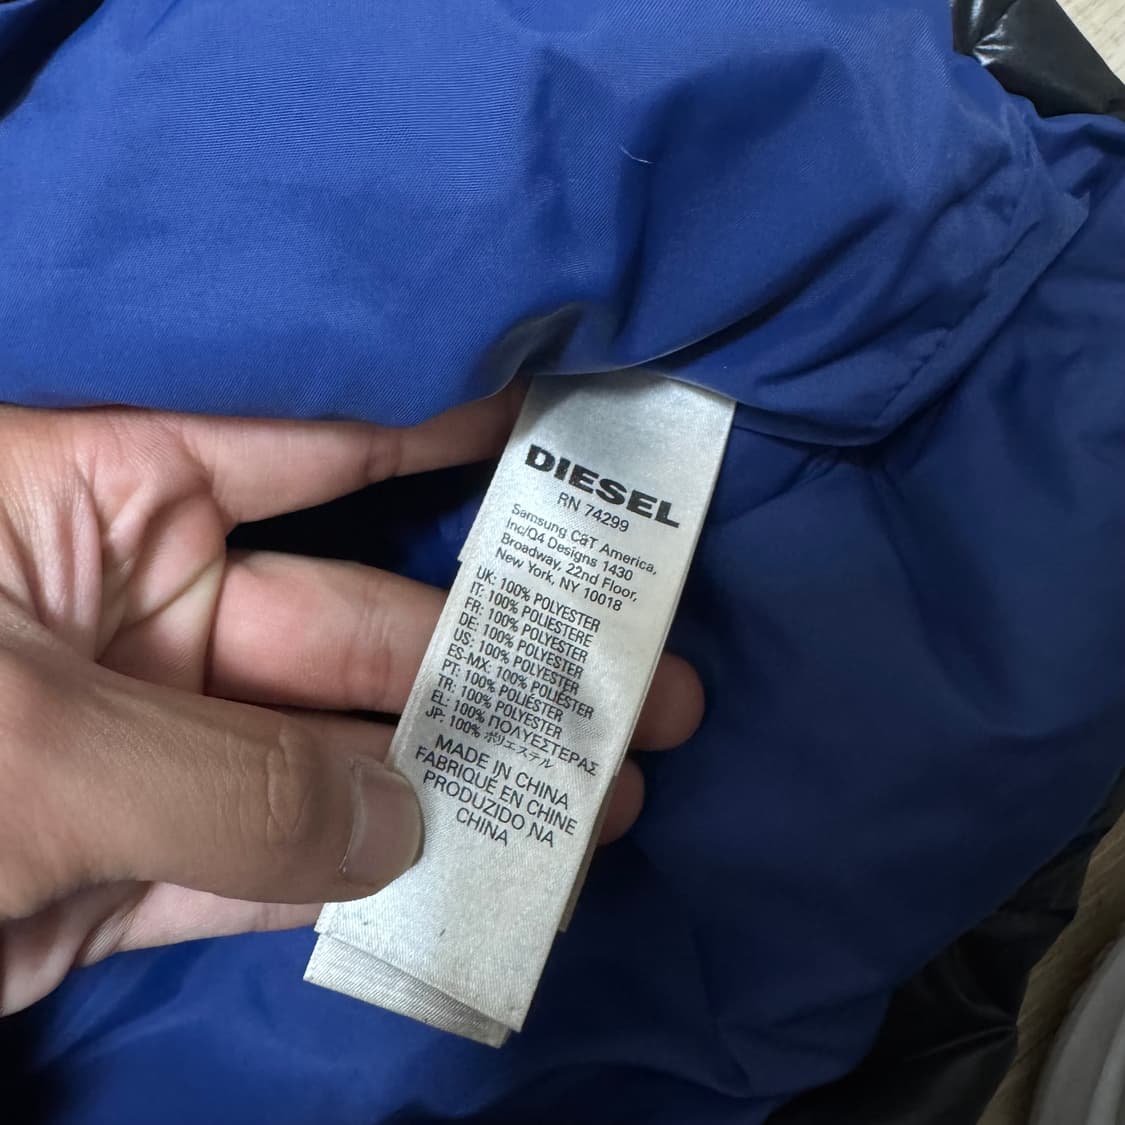 DIESEL
RN 74299
Samsung C&T America,
Inc/Q4 Designs 1430
Broadway, 22nd Floor,
New York, NY 10018
UK: 100% POLYESTER
IT: 100% POLIESTERE
FR: 100% POLYESTER
DE: 100% POLYESTER
US: 100% POLYESTER
ES-MX: 100% POLIÉSTER
PT: 100% POLIÉSTER
TR: 100% POLYESTER
EL: 100% ΠΟΛΥΕΣΤΕΡΑΣ
JP: 100% ポリエステル
MADE IN CHINA
FABRIQUÉ EN CHINE
PRODUZIDO NA
CHINA